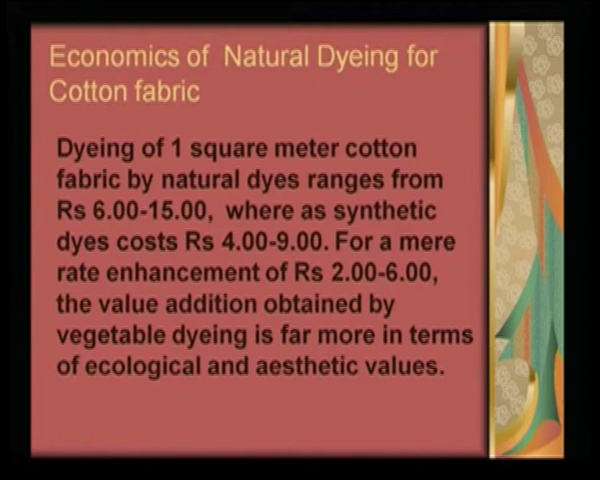 Economics of Natural Dyeing for
Cotton fabric
Dyeing of 1 square meter cotton
fabric by natural dyes ranges from
Rs 6.00-15.00, where as synthetic
dyes costs Rs 4.00-9.00. For a mere
rate enhancement of Rs 2.00-6.00,
the value addition obtained by
vegetable dyeing is far more in terms
of ecological and aesthetic values.